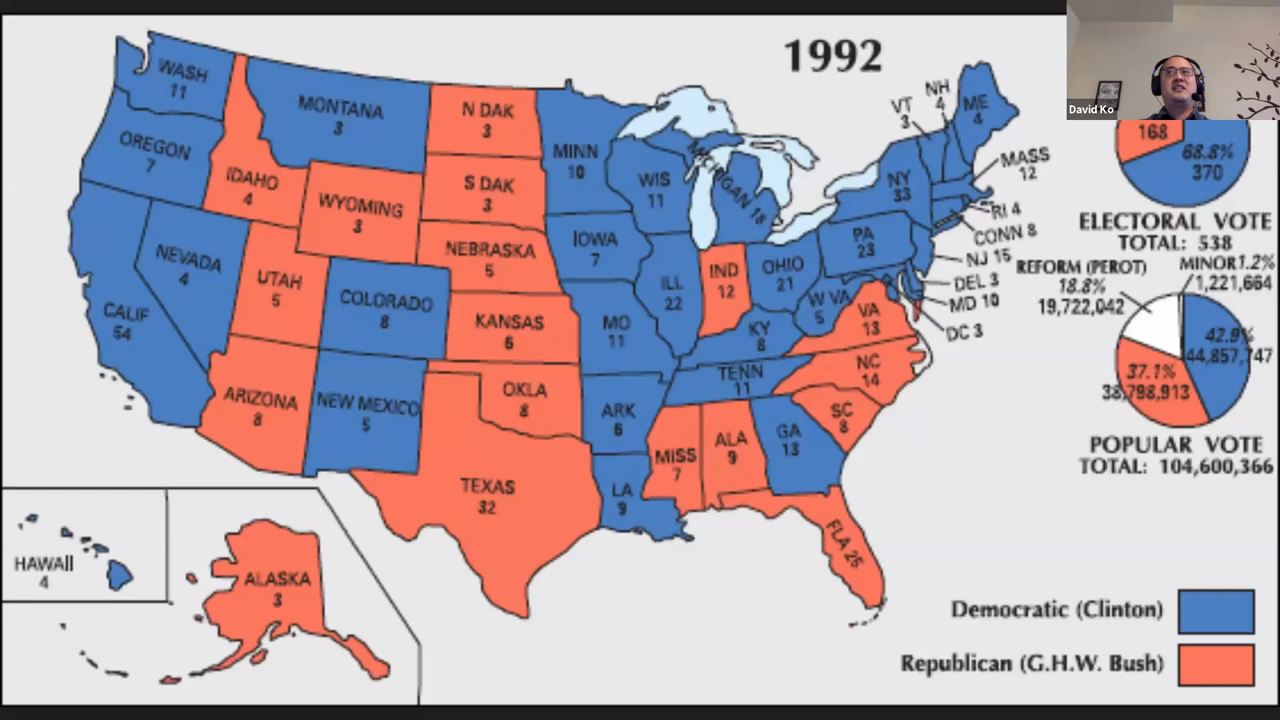 1992
David Ko
WASH
11
OREGON
7
CALIF
54
NEVADA
4
IDAHO
4
MONTANA
3
WYOMING
3
UTAH
5
ARIZONA
8
COLORADO
8
NEW MEXICO
5
N DAK
3
S DAK
3
NEBRASKA
5
KANSAS
6
OKLA
8
TEXAS
32
MINN
10
IOWA
7
MO
11
ARK
6
LA
9
WIS
11
ILL
22
MICHIGAN 18
IND
12
OHIO
21
KY
8
TENN
11
MISS
7
ALA
9
GA
13
FLA 25
SC
8
NC
14
VA
13
W VA
5
PA
23
NY
33
VT
3
NH
4
ME
4
MASS
12
RI 4
CONN 8
NJ 15
DEL 3
MD 10
DC 3
HAWAII
4
ALASKA
3
168
68.8%
370
ELECTORAL VOTE
TOTAL: 538
REFORM (PEROT)
18.8%
19,722,042
MINOR 1.2%
1,221,664
42.9%
44,857,747
37.1%
38,798,913
POPULAR VOTE
TOTAL: 104,600,366
Democratic (Clinton)
Republican (G.H.W. Bush)